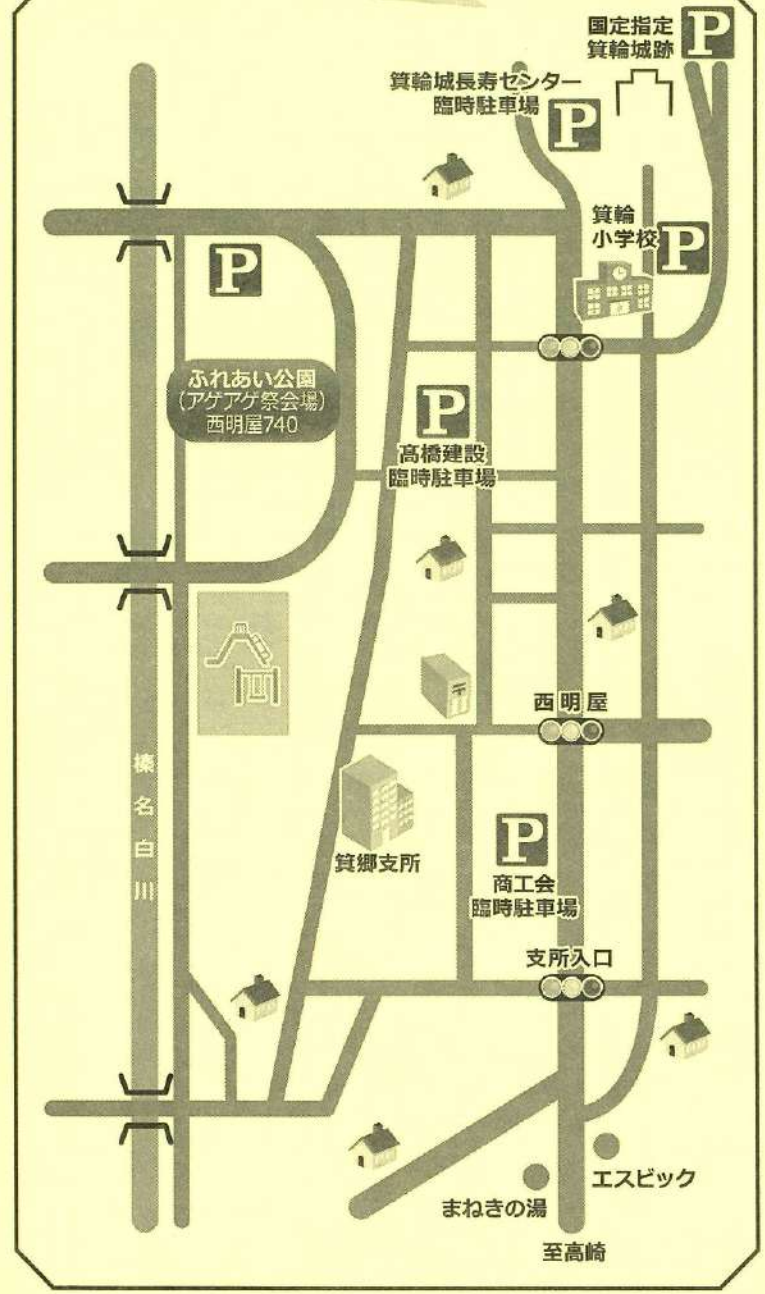 国定指定
箕輪城跡
P
箕輪城長寿センター
臨時駐車場
P
箕輪
小学校
P
P
ふれあい公園
(アゲアゲ祭会場)
西明屋740
P
髙橋建設
臨時駐車場
西明屋
榛名白川
箕郷支所
P
商工会
臨時駐車場
支所入口
エスビック
まねきの湯
至高崎